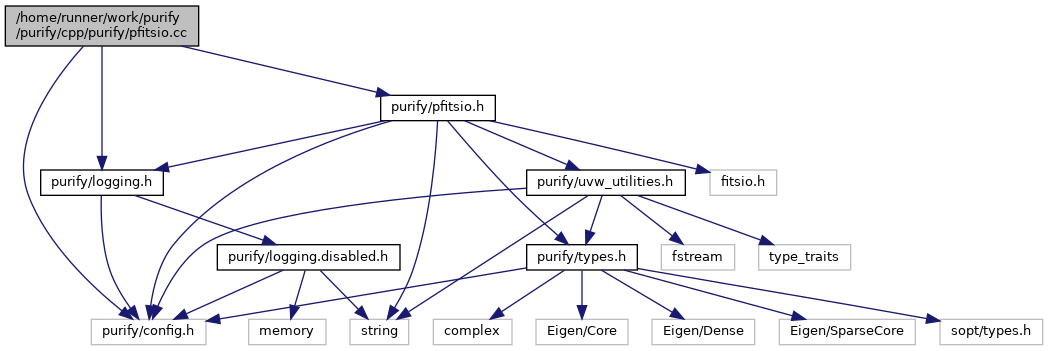 /home/runner/work/purify
/purify/cpp/purify/pfitsio.cc
purify/pfitsio.h
purify/logging.h
purify/uvw_utilities.h
fitsio.h
purify/logging.disabled.h
purify/types.h
fstream
type_traits
purify/config.h
memory
string
complex
Eigen/Core
Eigen/Dense
Eigen/SparseCore
sopt/types.h